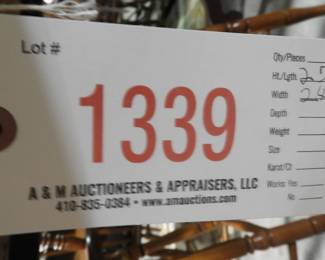 Lot #
1339
A & M AUCTIONEERS & APPRAISERS, LLC
410-835-0384 • www.amauctions.com
Qty/Pieces
Ht./Lgth.
Width
Depth
Weight
Size
Karat/Ct
Works: Yes
No